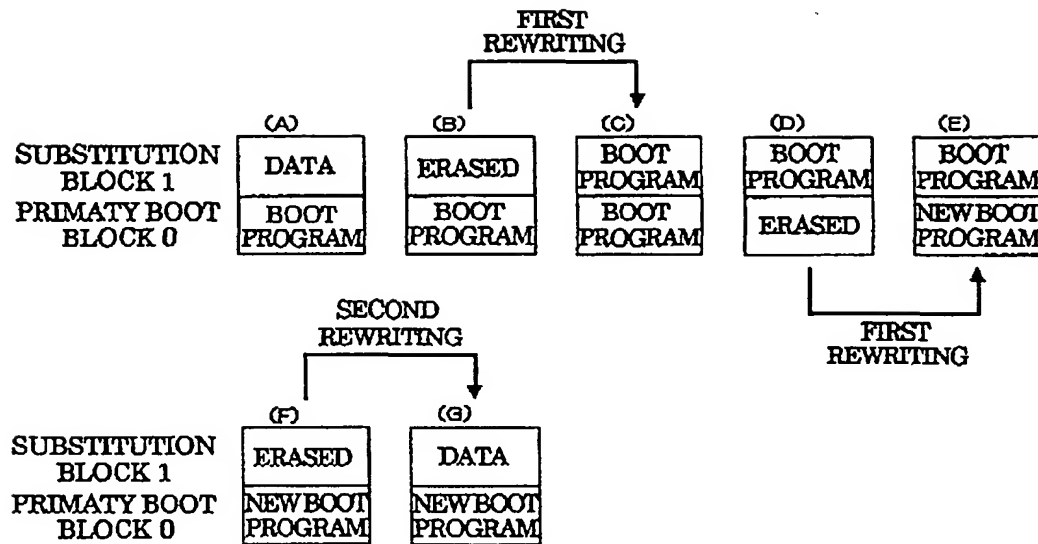 FIRST
REWRITING
(A)
(B)
(C)
(D)
(E)
SUBSTITUTION
BLOCK 1
DATA
ERASED
BOOT
PROGRAM
BOOT
PROGRAM
BOOT
PROGRAM
PRIMATY BOOT
BLOCK 0
BOOT
PROGRAM
BOOT
PROGRAM
BOOT
PROGRAM
ERASED
NEW BOOT
PROGRAM
SECOND
REWRITING
FIRST
REWRITING
(F)
(G)
SUBSTITUTION
BLOCK 1
ERASED
DATA
PRIMATY BOOT
BLOCK 0
NEW BOOT
PROGRAM
NEW BOOT
PROGRAM